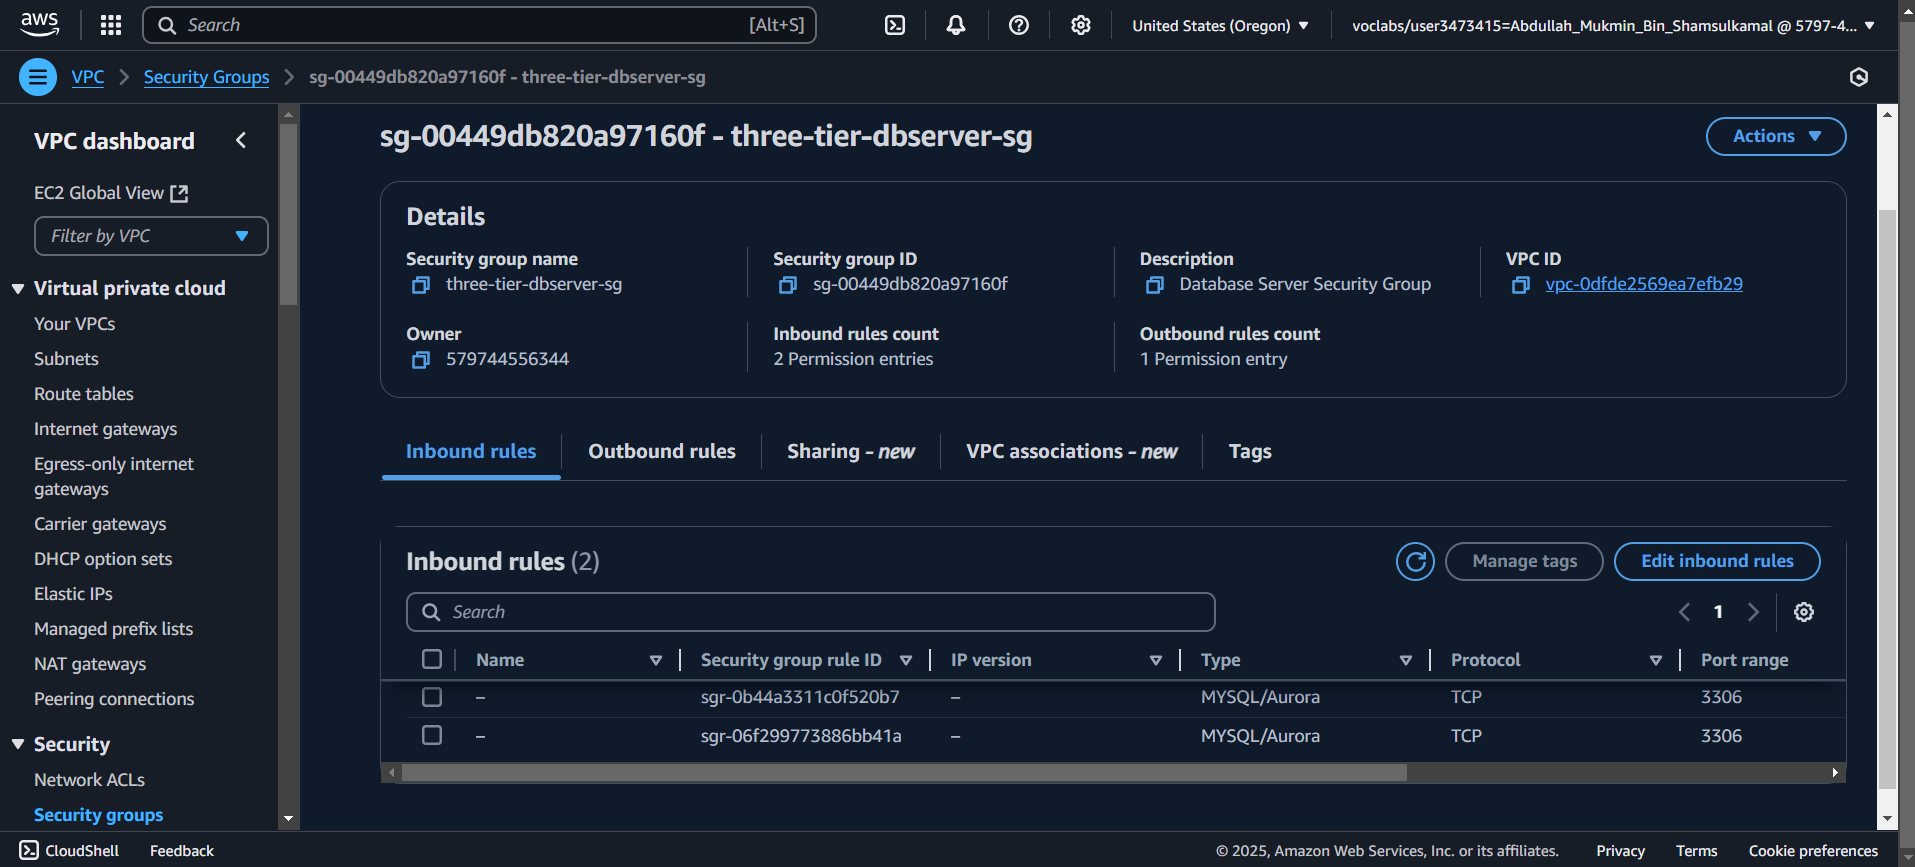 aws
Search [Alt+S]
United States (Oregon)
voclabs/user3473415=Abdullah_Mukmin_Bin_Shamsulkamal @ 5797-4...
VPC
Security Groups
sg-00449db820a97160f - three-tier-dbserver-sg
VPC dashboard
EC2 Global View
Filter by VPC
Virtual private cloud
Your VPCs
Subnets
Route tables
Internet gateways
Egress-only internet
gateways
Carrier gateways
DHCP option sets
Elastic IPs
Managed prefix lists
NAT gateways
Peering connections
Security
Network ACLs
Security groups
sg-00449db820a97160f - three-tier-dbserver-sg
Actions
Details
Security group name
three-tier-dbserver-sg
Security group ID
sg-00449db820a97160f
Description
Database Server Security Group
VPC ID
vpc-0dfde2569ea7efb29
Owner
579744556344
Inbound rules count
2 Permission entries
Outbound rules count
1 Permission entry
Inbound rules
Outbound rules
Sharing - new
VPC associations - new
Tags
Inbound rules (2)
Manage tags
Edit inbound rules
Search
1
Name Security group rule ID IP version Type Protocol Port range
– sgr-0b44a3311c0f520b7 – MYSQL/Aurora TCP 3306
– sgr-06f299773886bb41a – MYSQL/Aurora TCP 3306
CloudShell Feedback
© 2025, Amazon Web Services, Inc. or its affiliates. Privacy Terms Cookie preferences